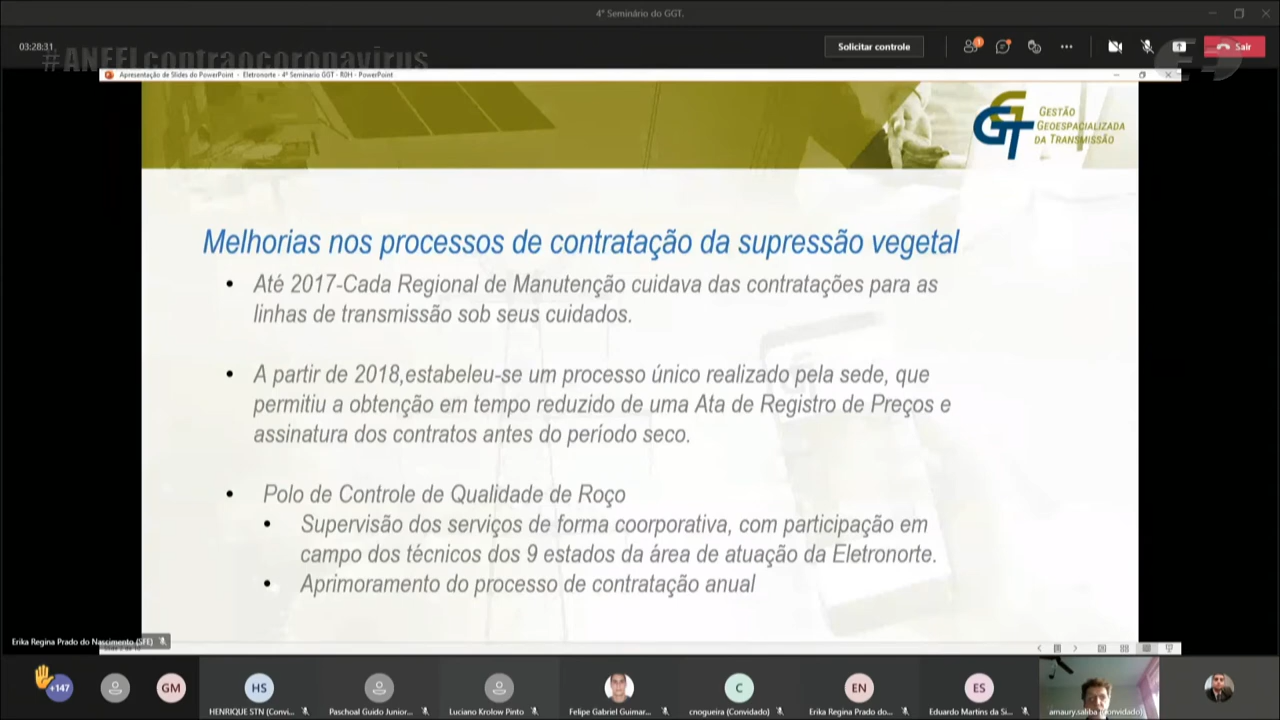 4º Seminário do GGT.
03:28:31
#ANEELcontraocoronavírus
Solicitar controle
1
Sair
Apresentação de Slides do PowerPoint - Eletronorte - 4º Seminario GGT - R0H - PowerPoint
GGT
GESTÃO
GEOESPACIALIZADA
DA TRANSMISSÃO
Melhorias nos processos de contratação da supressão vegetal
• Até 2017-Cada Regional de Manutenção cuidava das contratações para as
linhas de transmissão sob seus cuidados.
• A partir de 2018,estabeleu-se um processo único realizado pela sede, que
permitiu a obtenção em tempo reduzido de uma Ata de Registro de Preços e
assinatura dos contratos antes do período seco.
• Polo de Controle de Qualidade de Roço
• Supervisão dos serviços de forma coorporativa, com participação em
campo dos técnicos dos 9 estados da área de atuação da Eletronorte.
• Aprimoramento do processo de contratação anual
Erika Regina Prado do Nascimento (SFE)
+147
GM
HS
C
EN
ES
HENRIQUE STN (Convi...
Paschoal Guido Junior...
Luciano Krolow Pinto
Felipe Gabriel Guimar...
cnogueira (Convidado)
Erika Regina Prado do...
Eduardo Martins da Si...
amaury.saliba (Convidado)